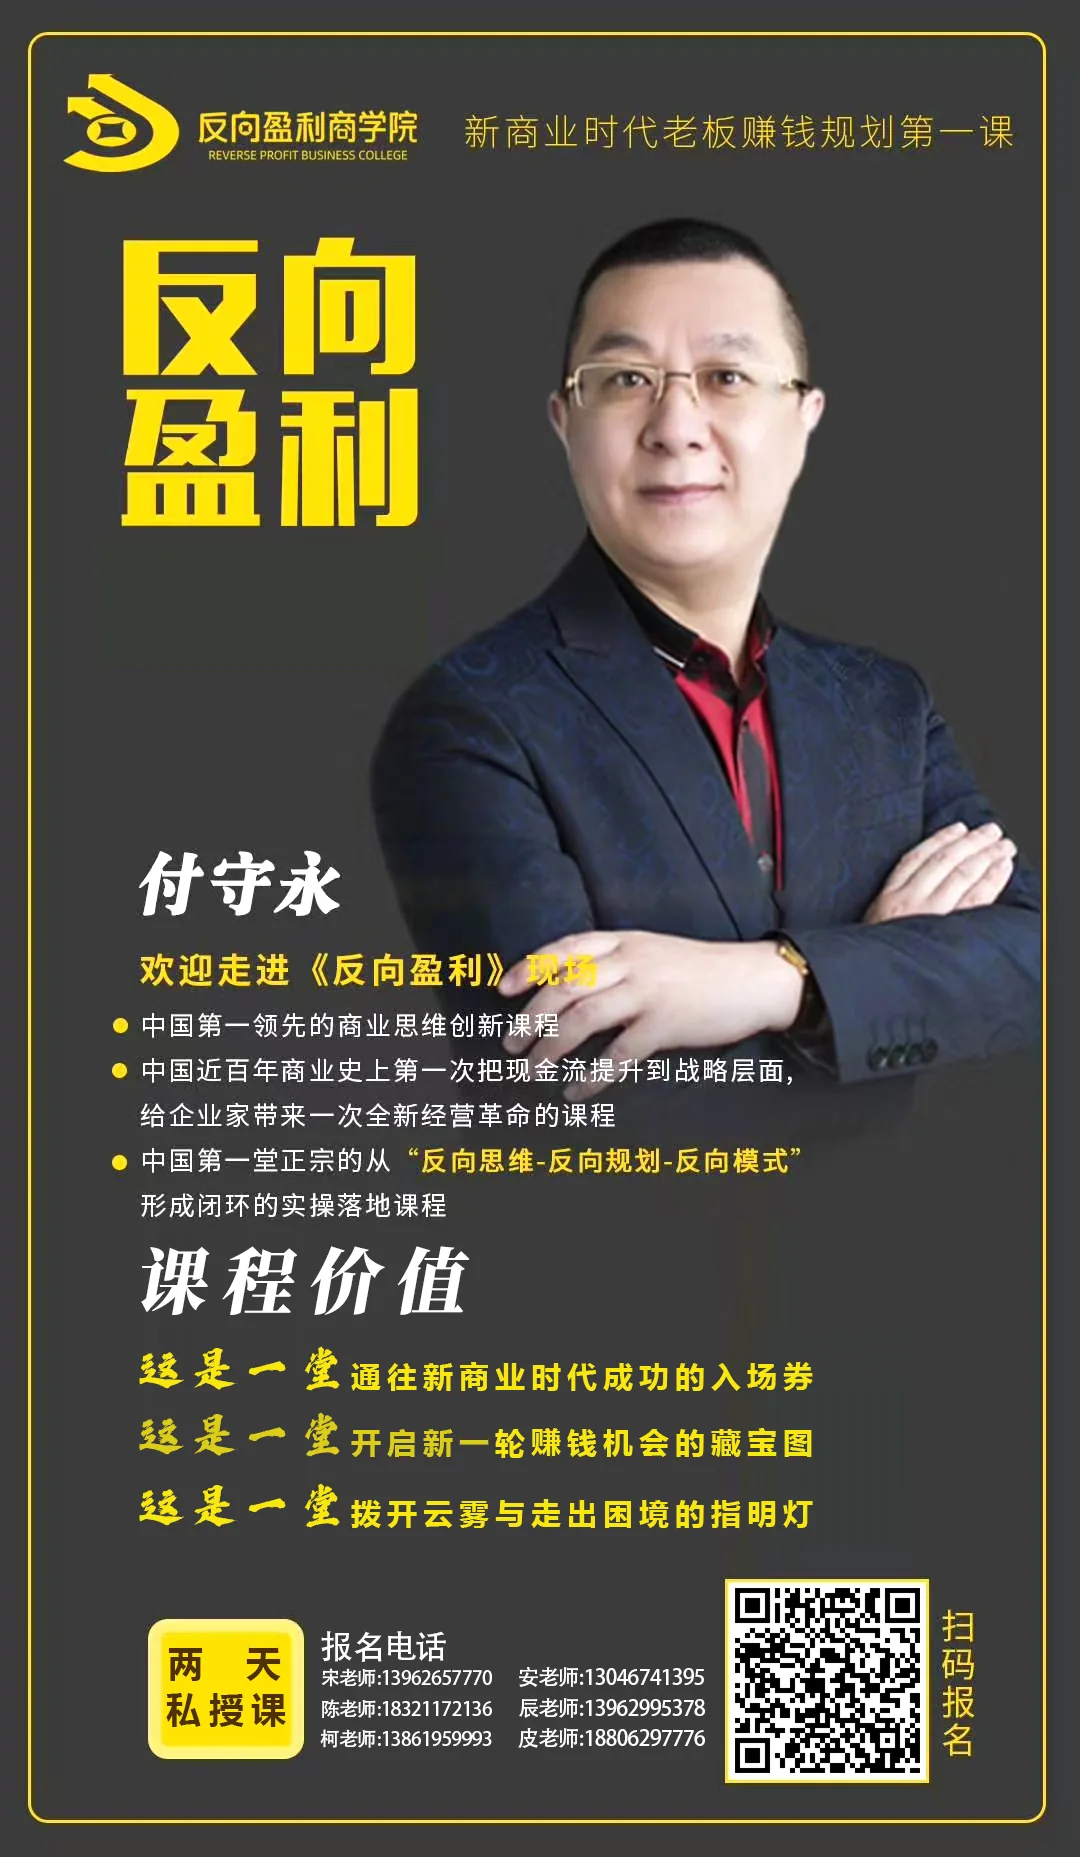 反向盈利商学院
REVERSE PROFIT BUSINESS COLLEGE
新商业时代老板赚钱规划第一课
反向
盈利
付守永
欢迎走进《反向盈利》现场
中国第一领先的商业思维创新课程
中国近百年商业史上第一次把现金流提升到战略层面,
给企业家带来一次全新经营革命的课程
中国第一堂正宗的从“反向思维-反向规划-反向模式”
形成闭环的实操落地课程
课程价值
这是一堂通往新商业时代成功的入场券
这是一堂开启新一轮赚钱机会的藏宝图
这是一堂拨开云雾与走出困境的指明灯
两天
私授课
报名电话
宋老师:13962657770 安老师:13046741395
陈老师:18321172136 辰老师:13962995378
柯老师:13861959993 皮老师:18806297776
扫码报名